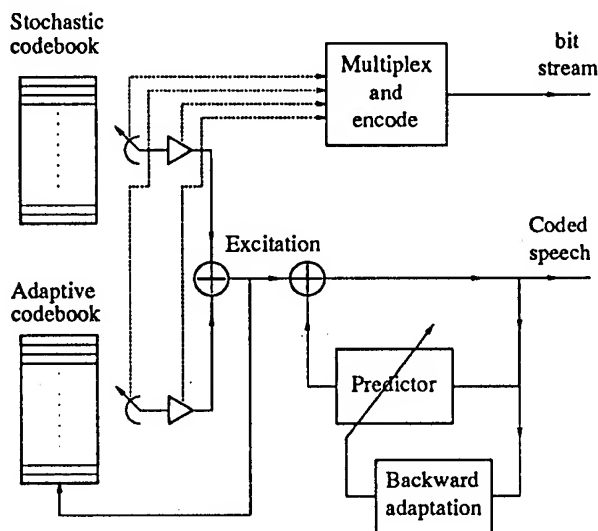 Stochastic
codebook
Multiplex
and
encode
bit
stream
Excitation
Coded
speech
Adaptive
codebook
Predictor
Backward
adaptation